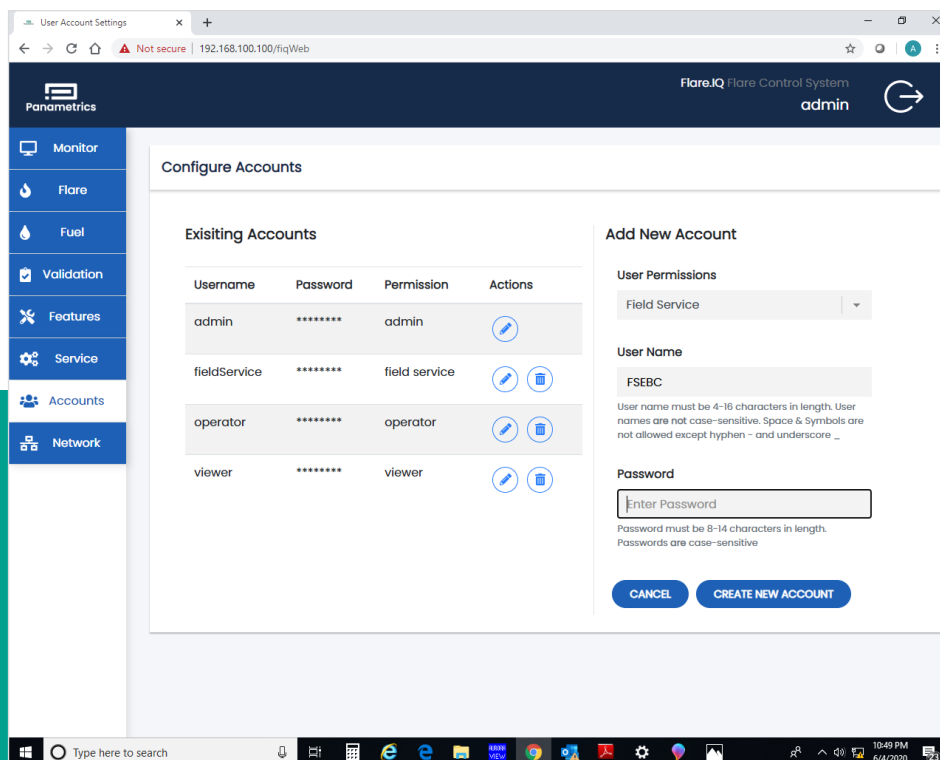 User Account Settings
Not secure | 192.168.100.100/fiqWeb
A
Panametrics
Flare.IQ Flare Control System
admin
Monitor
Flare
Fuel
Validation
Features
Service
Accounts
Network
Configure Accounts
Exisiting Accounts
Username Password Permission Actions
admin ******** admin
fieldService ******** field service
operator ******** operator
viewer ******** viewer
Add New Account
User Permissions
Field Service
User Name
FSEBC
User name must be 4-16 characters in length. User
names are not case-sensitive. Space & Symbols are
not allowed except hyphen - and underscore _
Password
Enter Password
Password must be 8-14 characters in length.
Passwords are case-sensitive
CANCEL CREATE NEW ACCOUNT
Type here to search
AURORA
VIEW
10:49 PM
6/4/2020
23